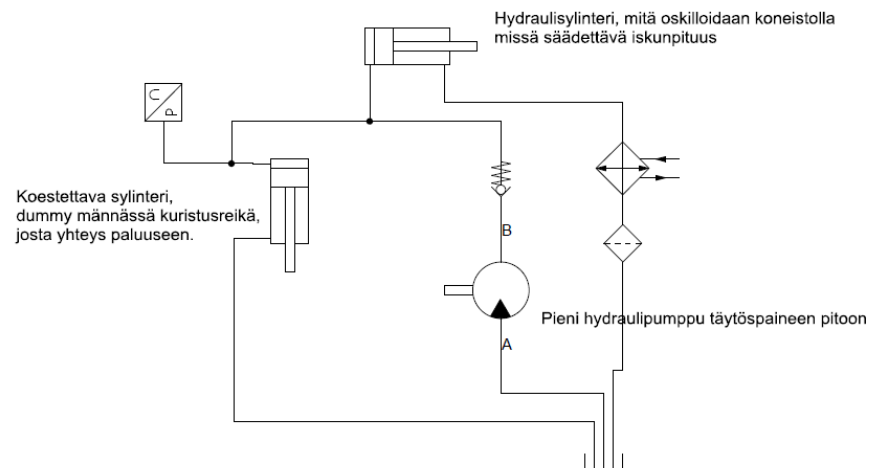 Hydraulisylinteri, mitä oskilloidaan koneistolla
missä säädettävä iskunpituus
U
p
Koestettava sylinteri,
dummy männässä kuristusreikä,
josta yhteys paluuseen.
B
Pieni hydraulipumppu täytöspaineen pitoon
A